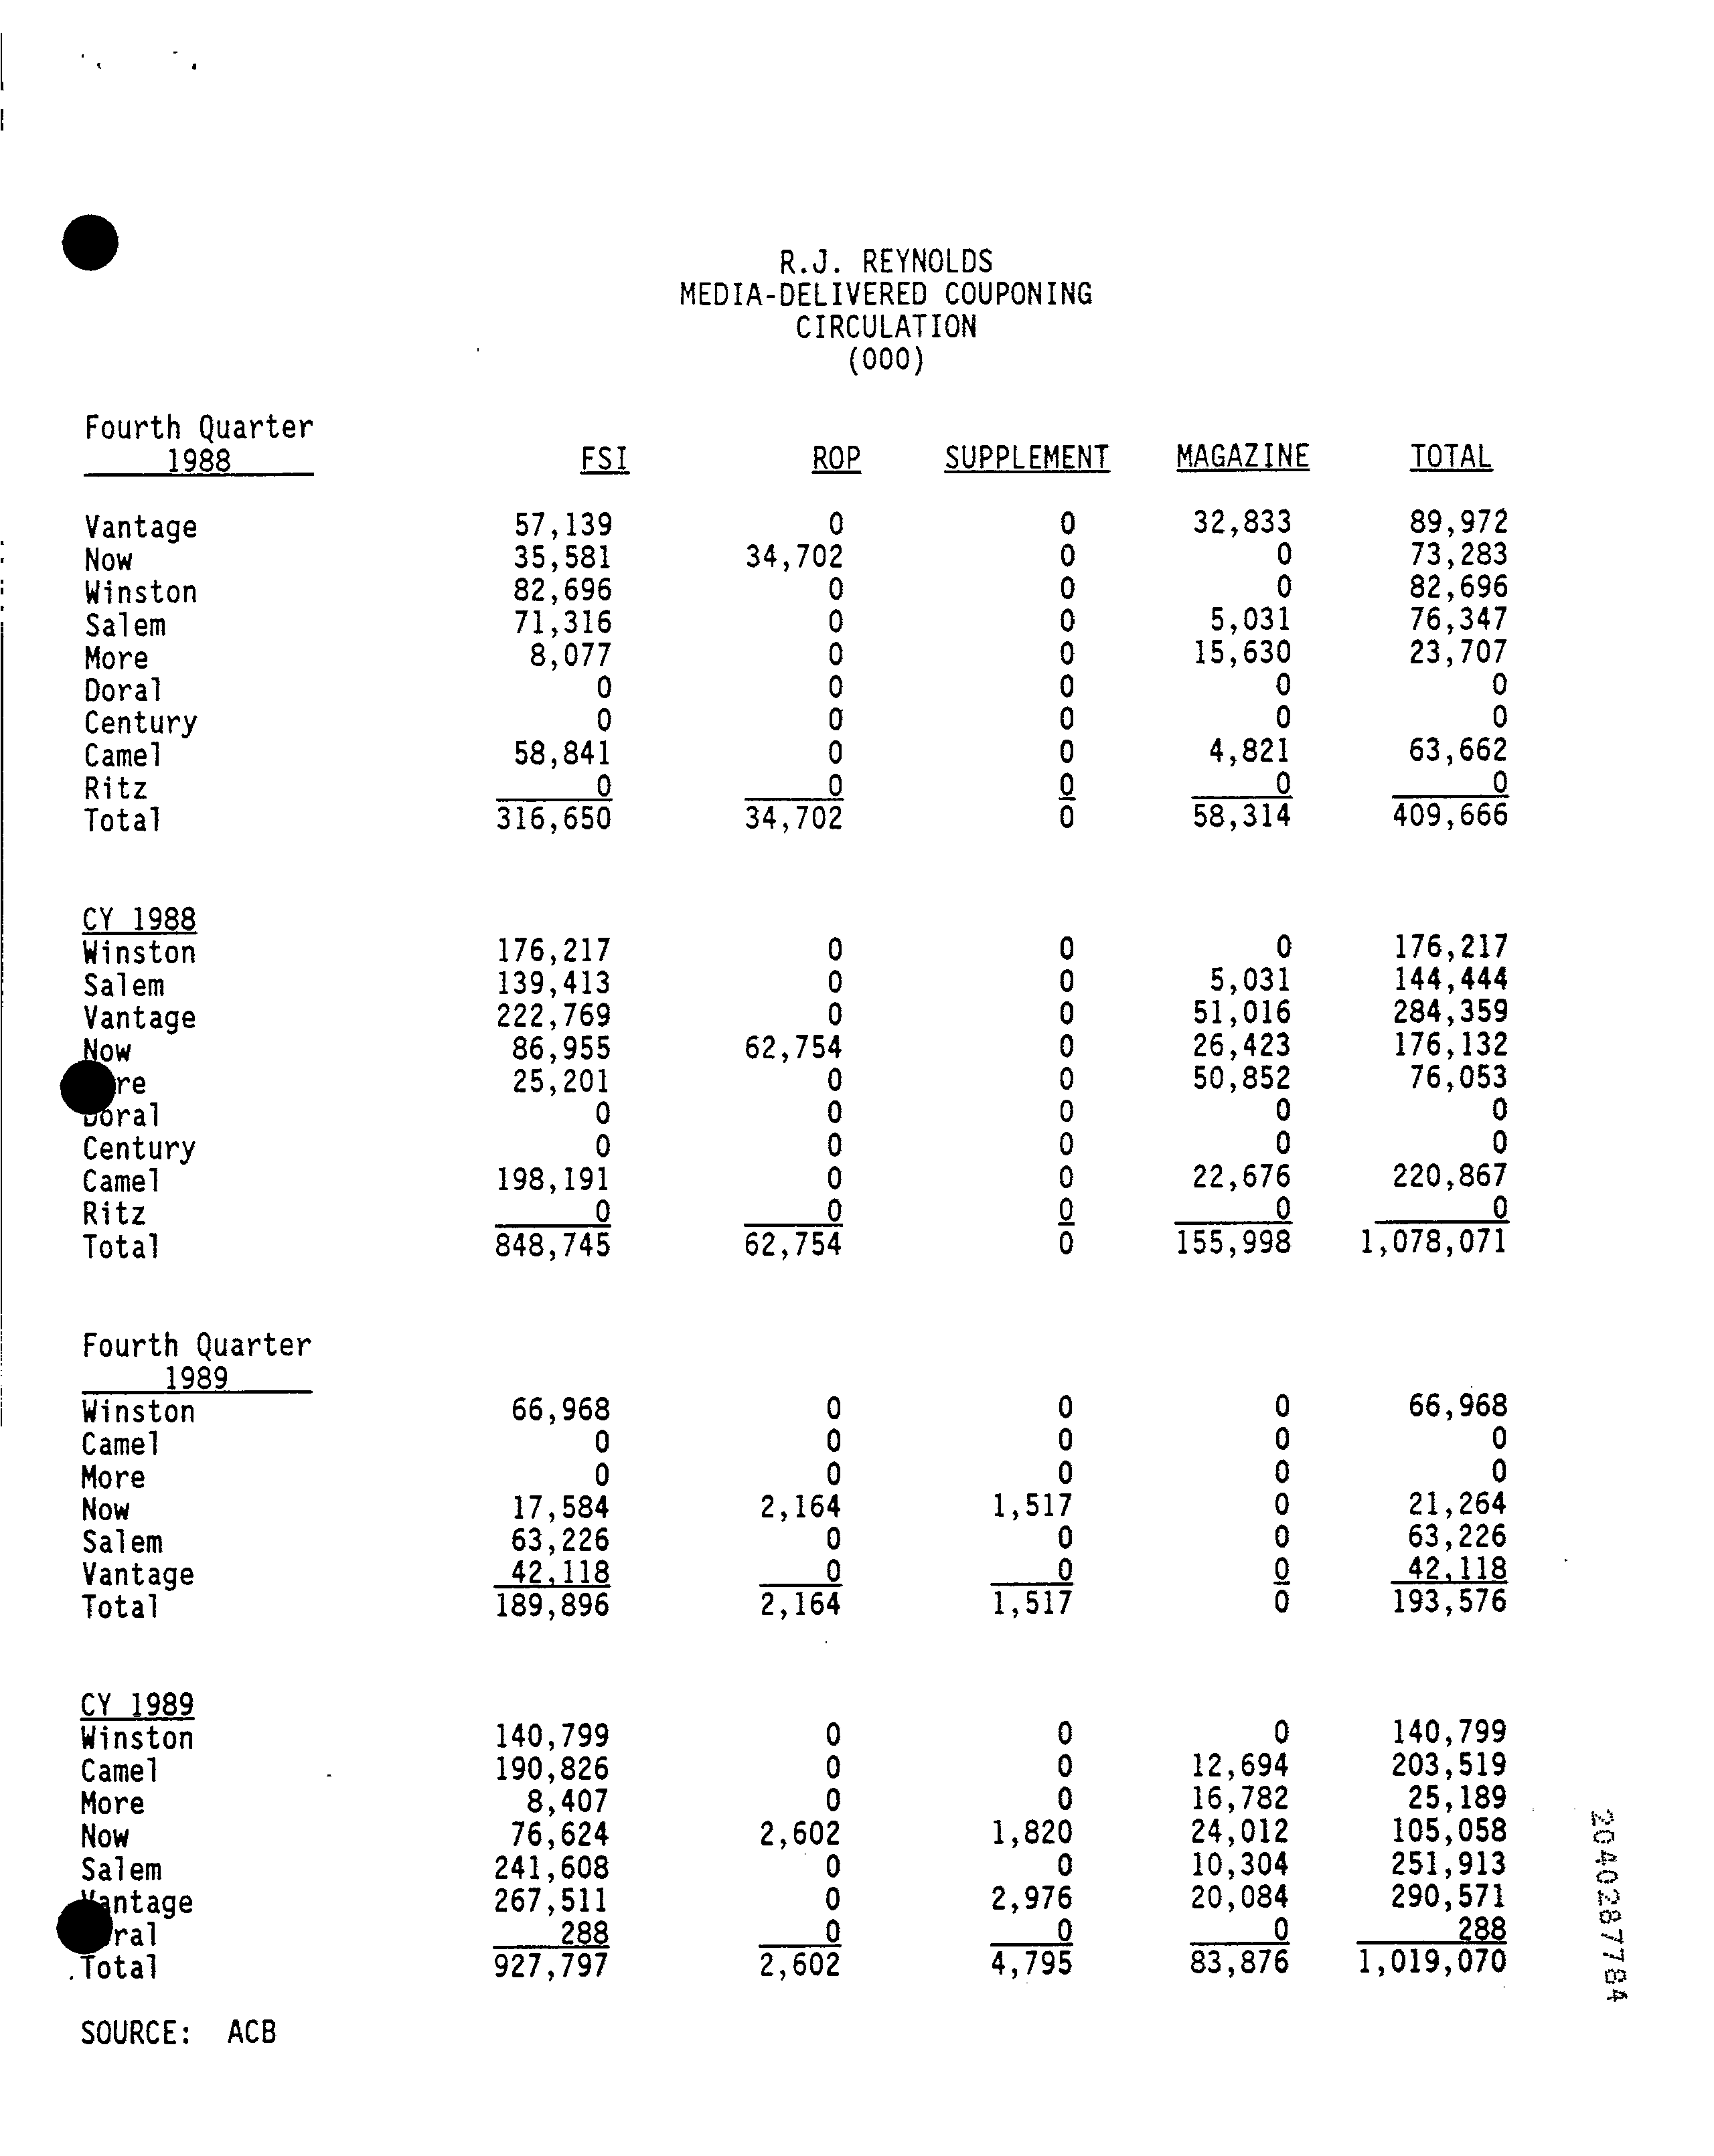 R.J. REYNOLDS
MEDIA-DELIVERED COUPONING
CIRCULATION
(000)
Fourth Quarter
1988 FSI ROP SUPPLEMENT MAGAZINE TOTAL
Vantage 57,139 0 0 32,833 89,972
Now 35,581 34,702 0 0 73,283
Winston 82,696 0 0 0 82,696
Salem 71,316 0 0 5,031 76,347
More 8,077 0 0 15,630 23,707
Doral 0 0 0 0 0
Century 0 0 0 0 0
Camel 58,841 0 0 4,821 63,662
Ritz 0 0 0 0 0
Total 316,650 34,702 0 58,314 409,666
CY 1988
Winston 176,217 0 0 0 176,217
Salem 139,413 0 0 5,031 144,444
Vantage 222,769 0 0 51,016 284,359
Now 86,955 62,754 0 26,423 176,132
re 25,201 0 0 50,852 76,053
Doral 0 0 0 0 0
Century 0 0 0 0 0
Camel 198,191 0 0 22,676 220,867
Ritz 0 0 0 0 0
Total 848,745 62,754 0 155,998 1,078,071
Fourth Quarter
1989
Winston 66,968 0 0 0 66,968
Camel 0 0 0 0 0
More 0 0 0 0 0
Now 17,584 2,164 1,517 0 21,264
Salem 63,226 0 0 0 63,226
Vantage 42,118 0 0 0 42,118
Total 189,896 2,164 1,517 0 193,576
CY 1989
Winston 140,799 0 0 0 140,799
Camel 190,826 0 0 12,694 203,519
More 8,407 0 0 16,782 25,189
Now 76,624 2,602 1,820 24,012 105,058
Salem 241,608 0 0 10,304 251,913
Vantage 267,511 0 2,976 20,084 290,571
ral 288 0 0 0 288
Total 927,797 2,602 4,795 83,876 1,019,070
SOURCE: ACB
2040287784